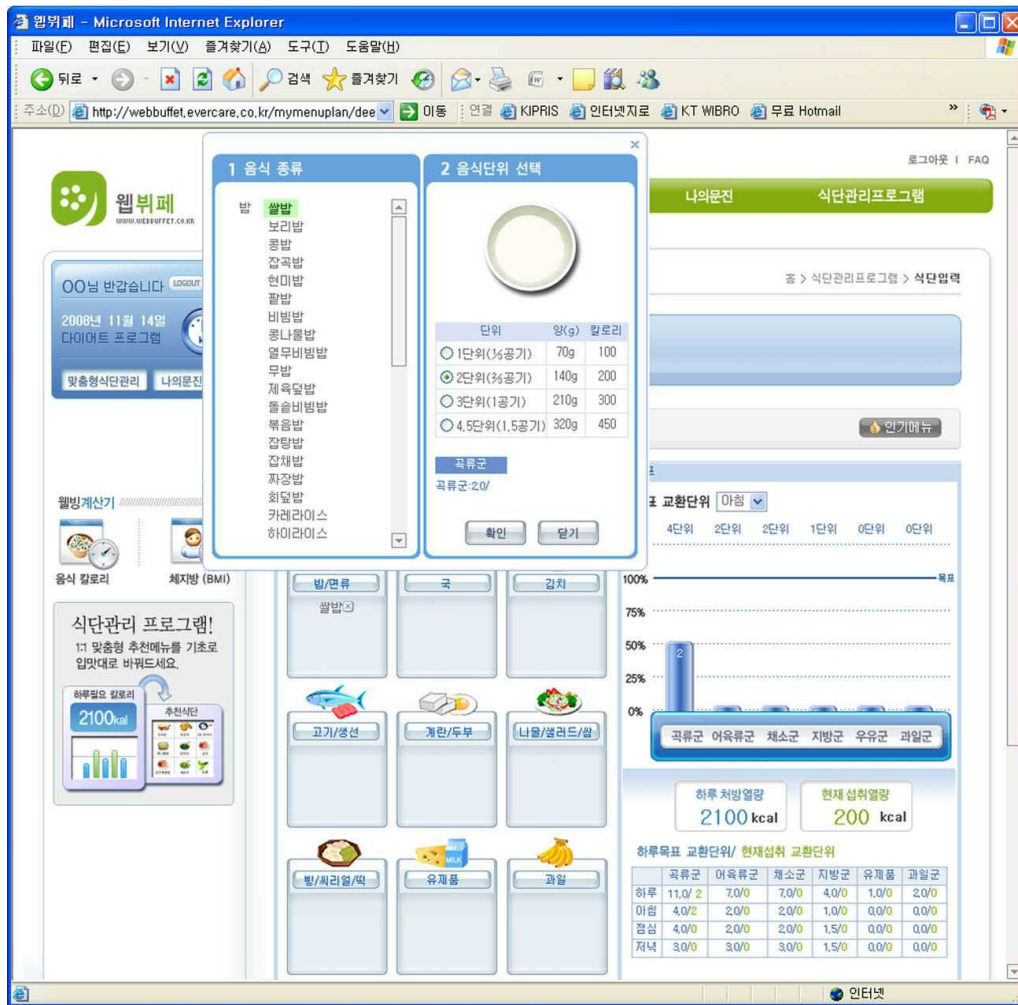 웹뷔페 - Microsoft Internet Explorer
파일(F) 편집(E) 보기(V) 즐겨찾기(A) 도구(T) 도움말(H)
뒤로 검색 즐겨찾기
주소(D) http://webbuffet.evercare.co.kr/mymenuplan/dee 이동 연결 KIPRIS 인터넷지로 KT WIBRO 무료 Hotmail
로그아웃 | FAQ
웹뷔페
WWW.WEBBUFFET.CO.KR
나의문진 식단관리프로그램
홈 > 식단관리프로그램 > 식단입력
OO님 반갑습니다 LOGOUT
2008년 11월 14일
다이어트 프로그램
맞춤형식단관리 나의문진
1 음식 종류
밥 쌀밥
보리밥
콩밥
잡곡밥
현미밥
팥밥
비빔밥
콩나물밥
열무비빔밥
무밥
제육덮밥
돌솥비빔밥
볶음밥
잡탕밥
잡채밥
짜장밥
회덮밥
카레라이스
하이라이스
2 음식단위 선택
단위 양(g) 칼로리
1단위(⅓공기) 70g 100
2단위(⅔공기) 140g 200
3단위(1공기) 210g 300
4.5단위(1.5공기) 320g 450
곡류군
곡류군:2.0/
확인 닫기
인기메뉴
웰빙계산기
음식 칼로리 체지방 (BMI)
식단관리 프로그램!
1:1 맞춤형 추천메뉴를 기초로
입맛대로 바꿔드세요.
하루필요 칼로리
2100kal
추천식단
밥/면류 국 김치
쌀밥
고기/생선 계란/두부 나물/샐러드/쌈
빵/씨리얼/떡 유제품 과일
MILK
표 교환단위 아침
4단위 2단위 2단위 1단위 0단위 0단위
100% 목표
75%
50%
2
25%
0%
곡류군 어육류군 채소군 지방군 우유군 과일군
하루 처방열량
2100 kcal
현재 섭취열량
200 kcal
하루목표 교환단위/ 현재섭취 교환단위
곡류군 어육류군 채소군 지방군 유제품 과일군
하루 11.0/2 7.0/0 7.0/0 4.0/0 1.0/0 2.0/0
아침 4.0/2 2.0/0 2.0/0 1.0/0 0.0/0 0.0/0
점심 4.0/0 2.0/0 2.0/0 1.5/0 0.0/0 0.0/0
저녁 3.0/0 3.0/0 3.0/0 1.5/0 0.0/0 0.0/0
인터넷